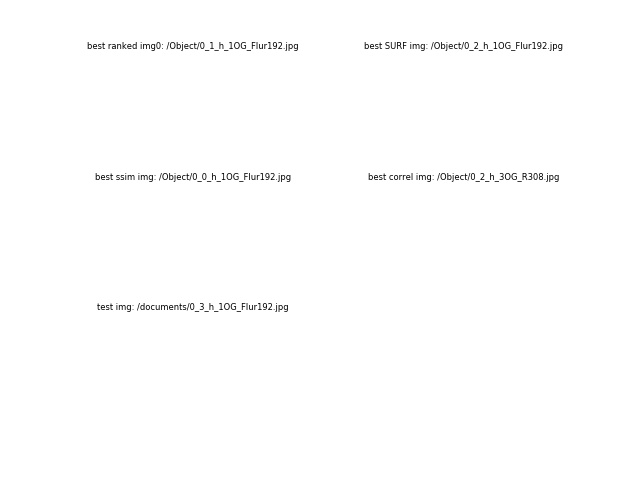 best ranked img0: /Object/0_1_h_1OG_Flur192.jpg
best SURF img: /Object/0_2_h_1OG_Flur192.jpg
best ssim img: /Object/0_0_h_1OG_Flur192.jpg
best correl img: /Object/0_2_h_3OG_R308.jpg
test img: /documents/0_3_h_1OG_Flur192.jpg